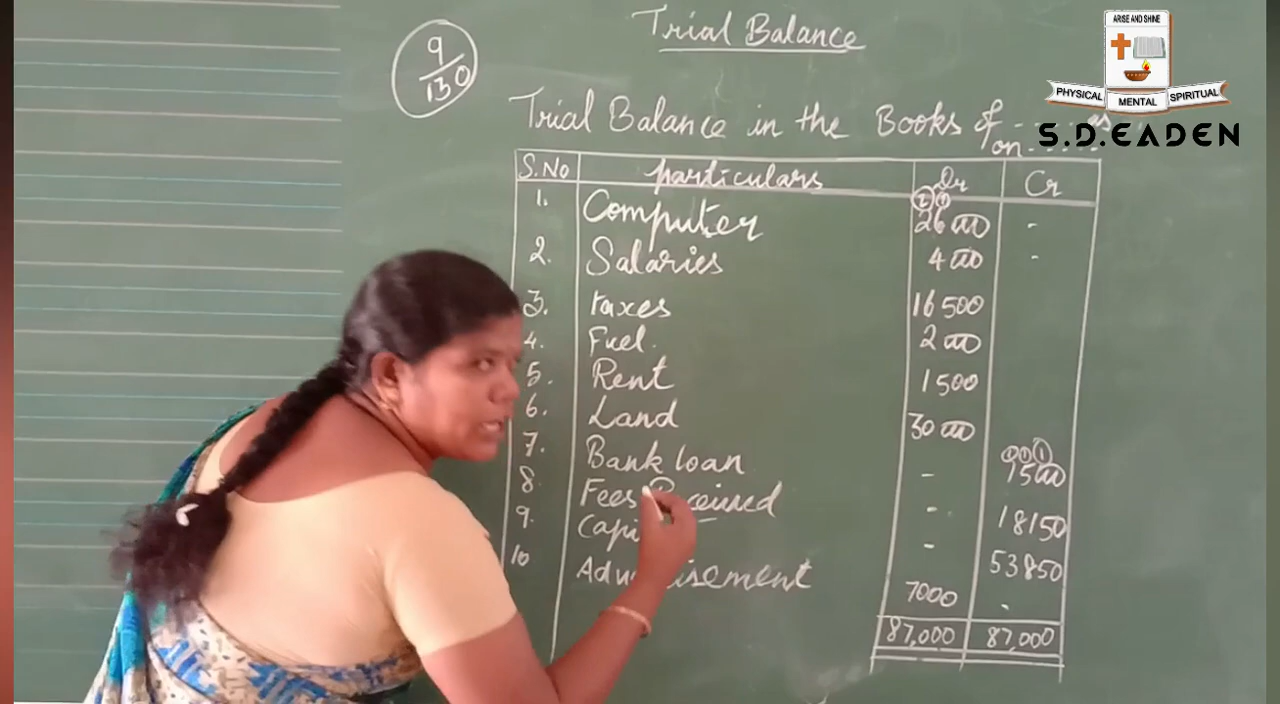 Trial Balance
9/130
ARISE AND SHINE
PHYSICAL MENTAL SPIRITUAL
S.D.EADEN
Trial Balance in the Books of ........ as
on .......
S.No particulars Dr Cr
1. Computer 26000 -
2. Salaries 4000 -
3. taxes 16500
4. Fuel. 2000
5. Rent 1500
6. Land 30000
7. Bank loan - 15000
8. Fees - 18150
9. - 53850
10 7000 -
87,000 87,000